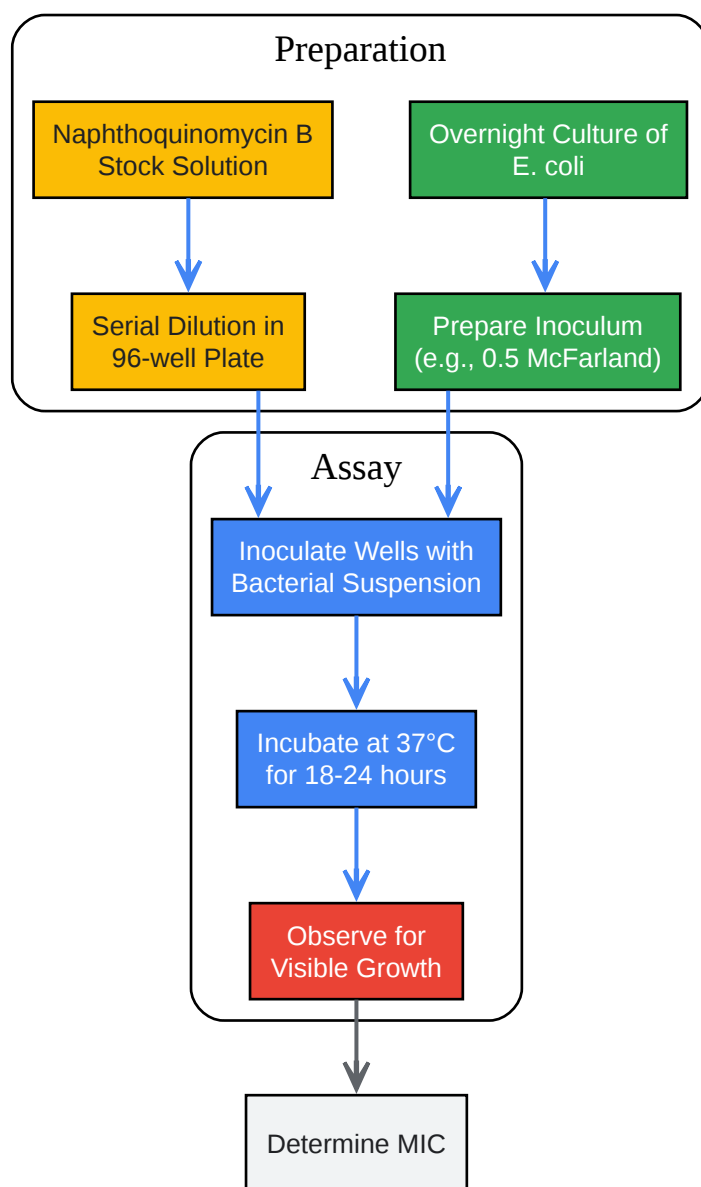 Preparation
Naphthoquinomycin B
Stock Solution
Overnight Culture of
E. coli
Serial Dilution in
96-well Plate
Prepare Inoculum
(e.g., 0.5 McFarland)
Assay
Inoculate Wells with
Bacterial Suspension
Incubate at 37°C
for 18-24 hours
Observe for
Visible Growth
Determine MIC